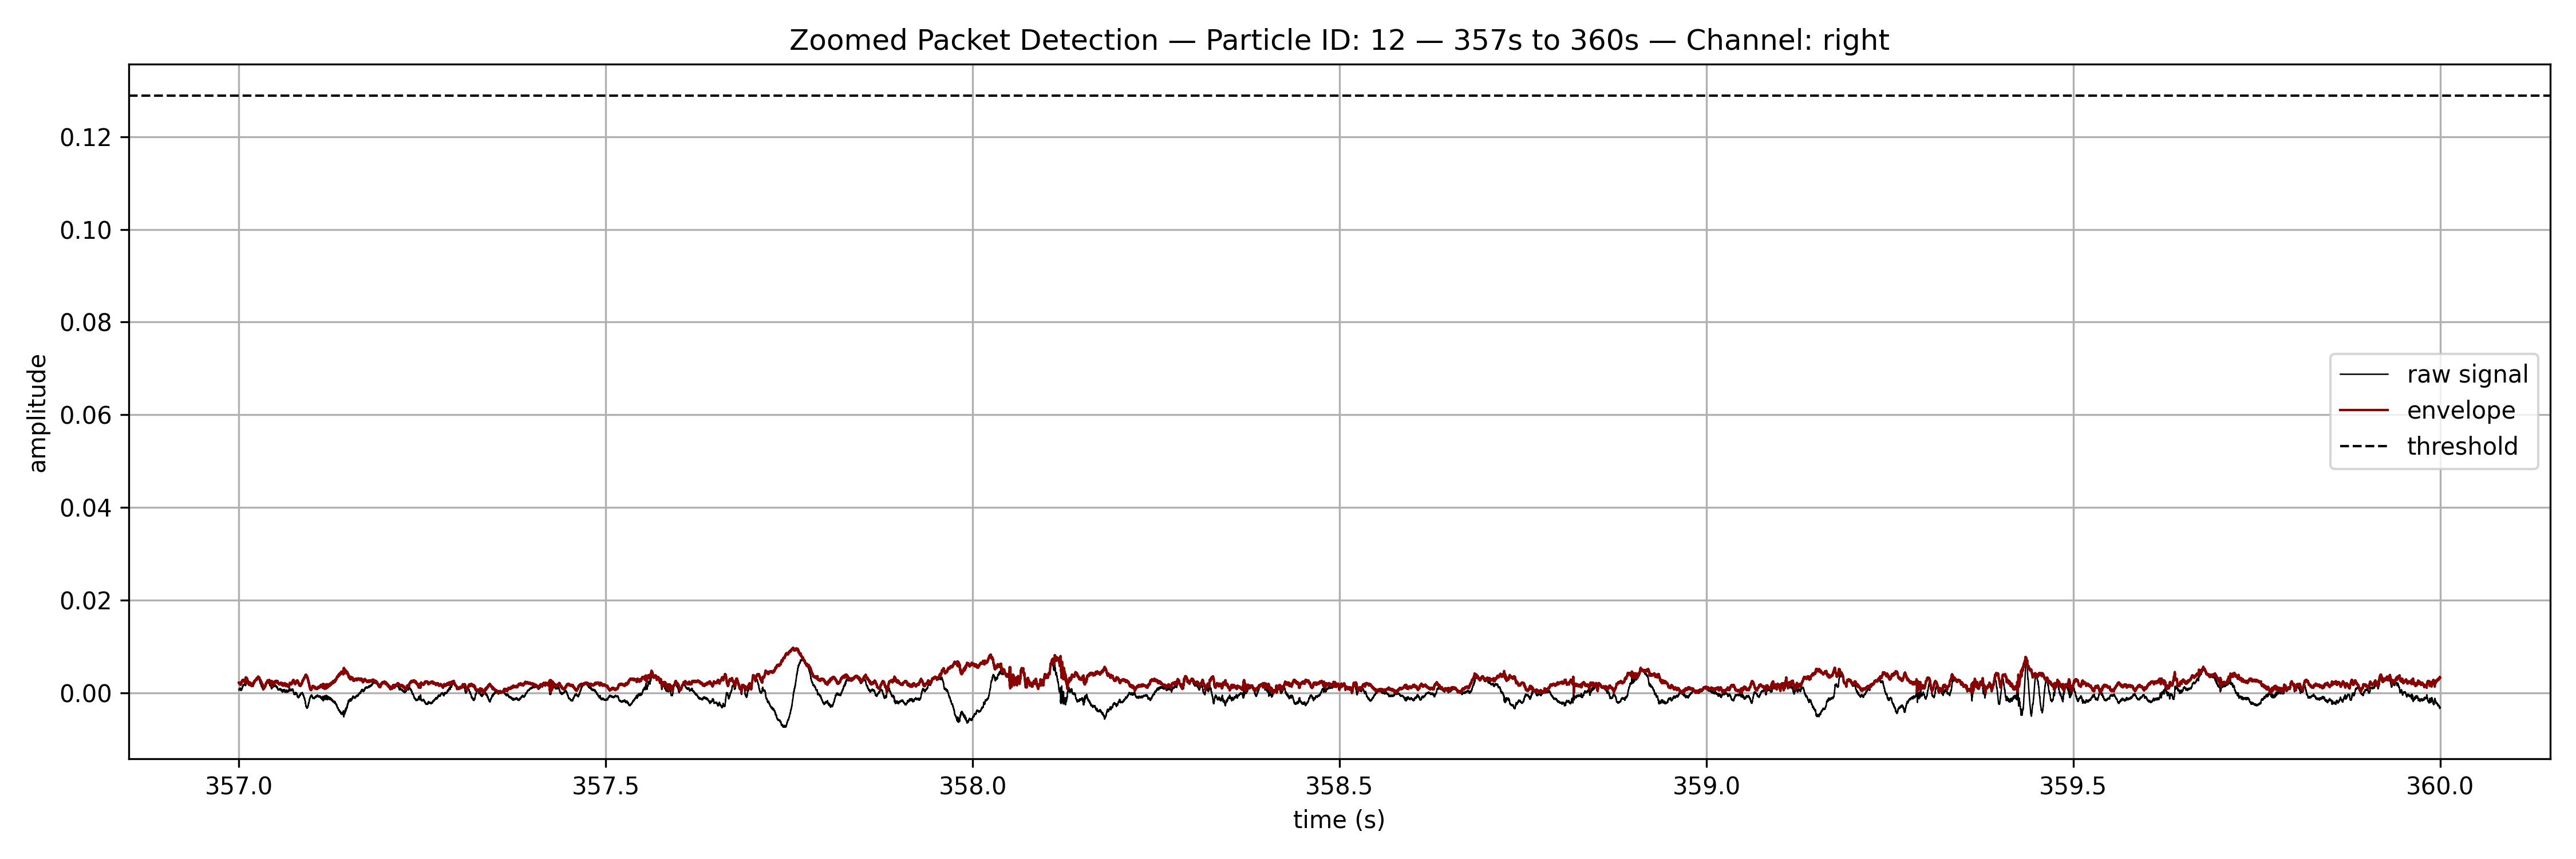 Zoomed Packet Detection — Particle ID: 12 — 357s to 360s — Channel: right
amplitude
0.12
0.10
0.08
0.06
0.04
0.02
0.00
raw signal
envelope
threshold
357.0 357.5 358.0 358.5 359.0 359.5 360.0
time (s)